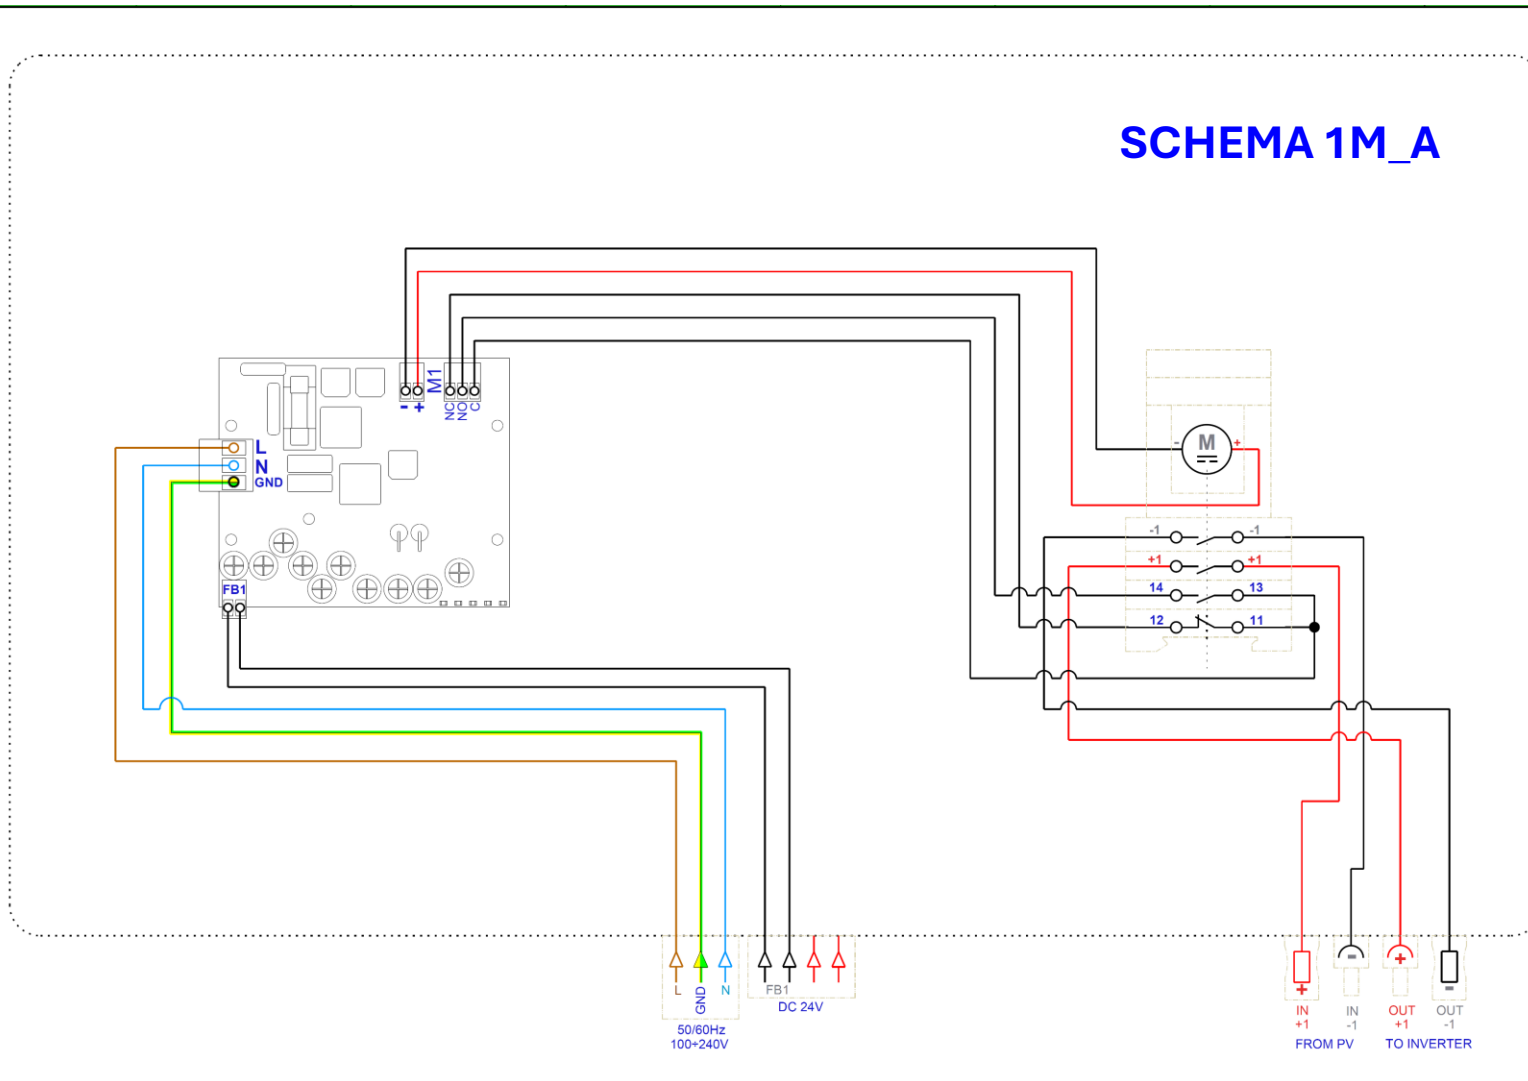 SCHEMA 1M_A
- + M1 NC NO C
L
N
GND
FB1
- M +
-1 -1
+1 +1
14 13
12 11
L GND N
50/60Hz
100÷240V
FB1
DC 24V
+ - + -
IN IN OUT OUT
+1 -1 +1 -1
FROM PV TO INVERTER